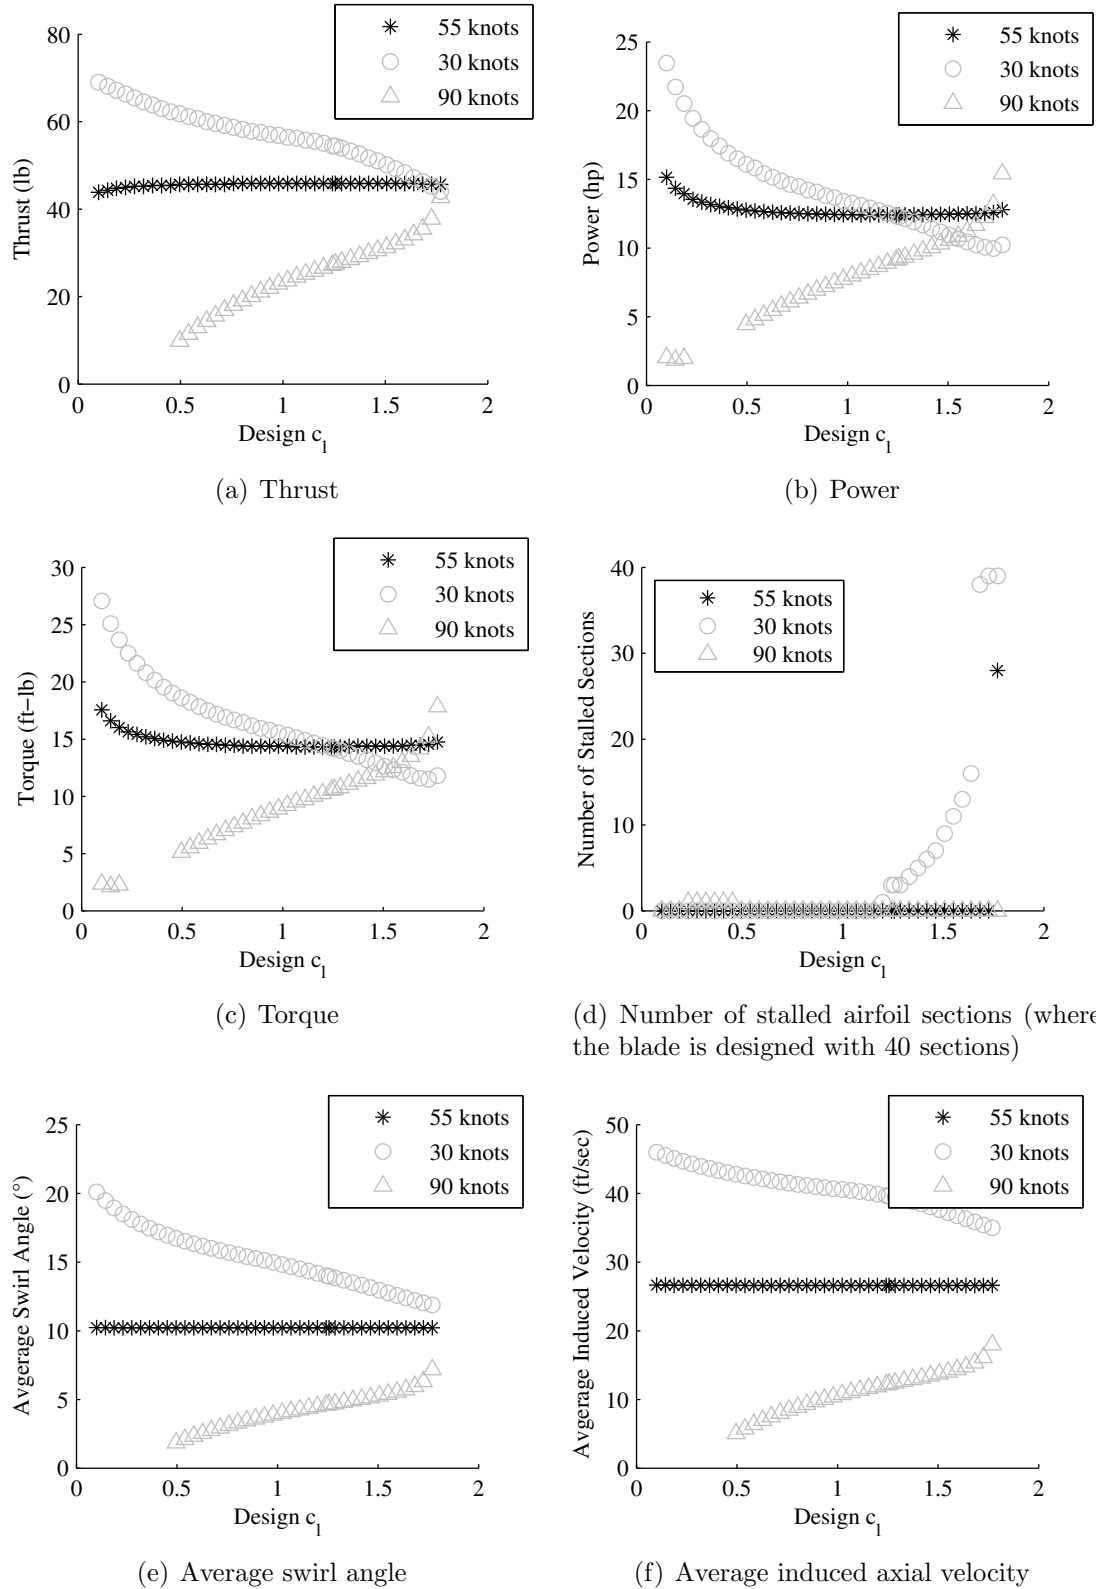 55 knots
30 knots
90 knots
80
60
40
20
0
Thrust (lb)
0 0.5 1 1.5 2
Design c_l
(a) Thrust
55 knots
30 knots
90 knots
25
20
15
10
5
0
Power (hp)
0 0.5 1 1.5 2
Design c_l
(b) Power
55 knots
30 knots
90 knots
30
25
20
15
10
5
0
Torque (ft−lb)
0 0.5 1 1.5 2
Design c_l
(c) Torque
55 knots
30 knots
90 knots
40
30
20
10
0
Number of Stalled Sections
0 0.5 1 1.5 2
Design c_l
(d) Number of stalled airfoil sections (where
the blade is designed with 40 sections)
55 knots
30 knots
90 knots
25
20
15
10
5
0
Avgerage Swirl Angle (°)
0 0.5 1 1.5 2
Design c_l
(e) Average swirl angle
55 knots
30 knots
90 knots
50
40
30
20
10
0
Avgerage Induced Velocity (ft/sec)
0 0.5 1 1.5 2
Design c_l
(f) Average induced axial velocity